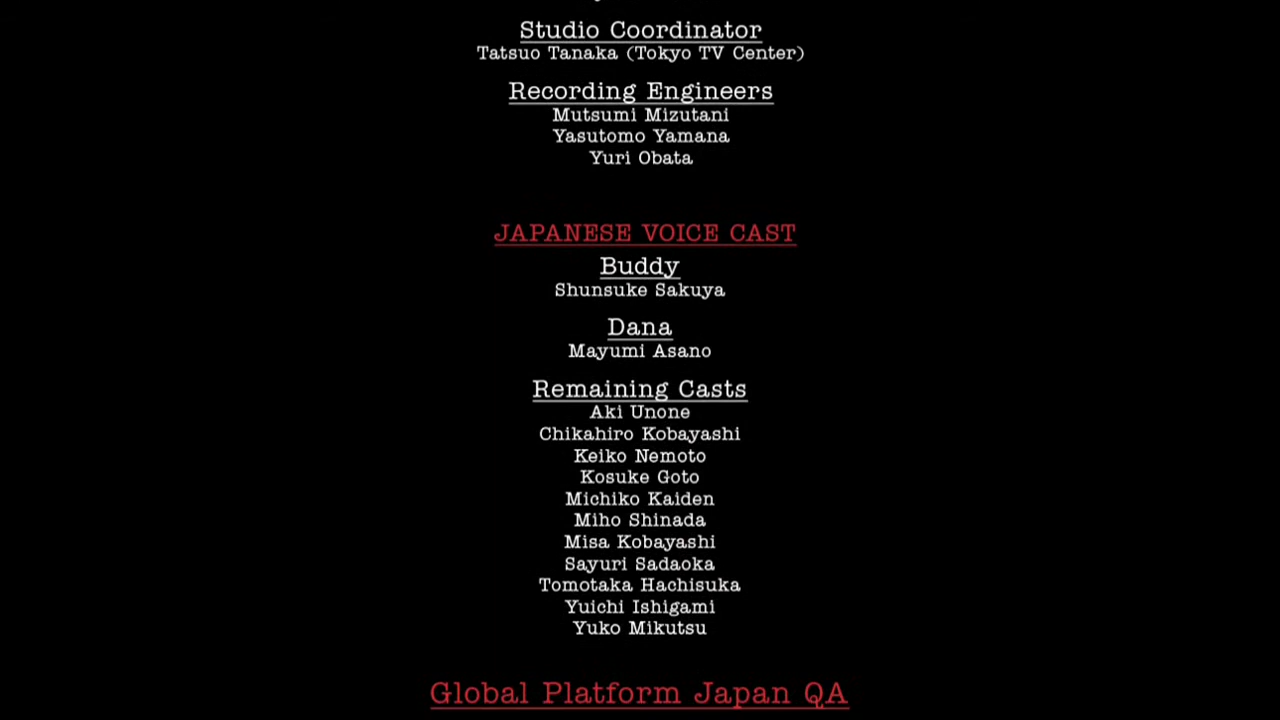 Studio Coordinator
Tatsuo Tanaka (Tokyo TV Center)
Recording Engineers
Mutsumi Mizutani
Yasutomo Yamana
Yuri Obata
JAPANESE VOICE CAST
Buddy
Shunsuke Sakuya
Dana
Mayumi Asano
Remaining Casts
Aki Unone
Chikahiro Kobayashi
Keiko Nemoto
Kosuke Goto
Michiko Kaiden
Miho Shinada
Misa Kobayashi
Sayuri Sadaoka
Tomotaka Hachisuka
Yuichi Ishigami
Yuko Mikutsu
Global Platform Japan QA